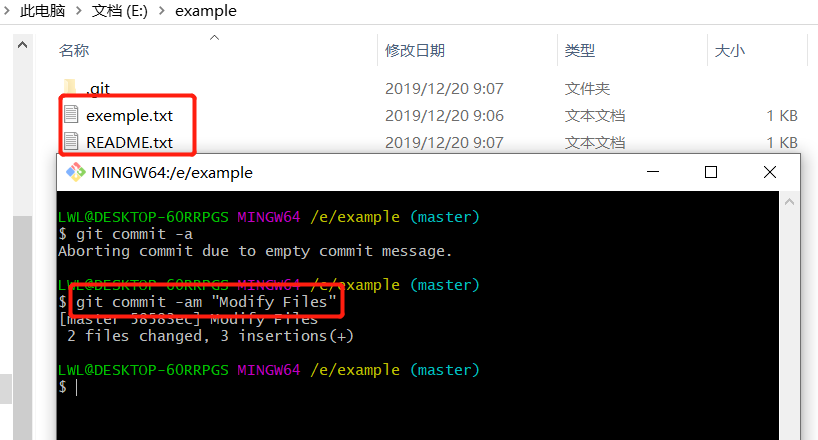 此电脑 文档 (E:) example
名称 修改日期 类型 大小
.git 2019/12/20 9:07 文件夹
exemple.txt 2019/12/20 9:06 文本文档 1 KB
README.txt 2019/12/20 9:07 文本文档 1 KB
MINGW64:/e/example
LWL@DESKTOP-6ORRPGS MINGW64 /e/example (master)
$ git commit -a
Aborting commit due to empty commit message.
LWL@DESKTOP-6ORRPGS MINGW64 /e/example (master)
$ git commit -am "Modify Files"
[master 58583ec] Modify Files
2 files changed, 3 insertions(+)
LWL@DESKTOP-6ORRPGS MINGW64 /e/example (master)
$